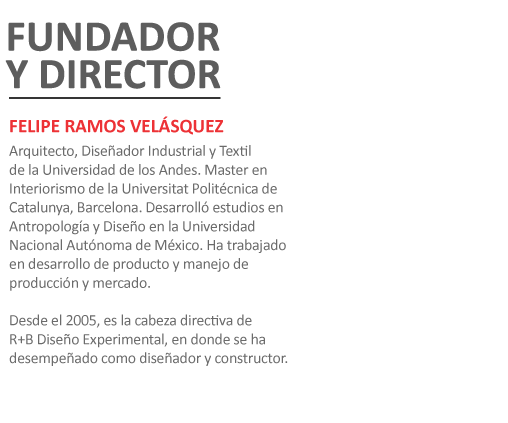 FUNDADOR
Y DIRECTOR
FELIPE RAMOS VELÁSQUEZ
Arquitecto, Diseñador Industrial y Textil
de la Universidad de los Andes. Master en
Interiorismo de la Universitat Politécnica de
Catalunya, Barcelona. Desarrolló estudios en
Antropología y Diseño en la Universidad
Nacional Autónoma de México. Ha trabajado
en desarrollo de producto y manejo de
producción y mercado.
Desde el 2005, es la cabeza directiva de
R+B Diseño Experimental, en donde se ha
desempeñado como diseñador y constructor.